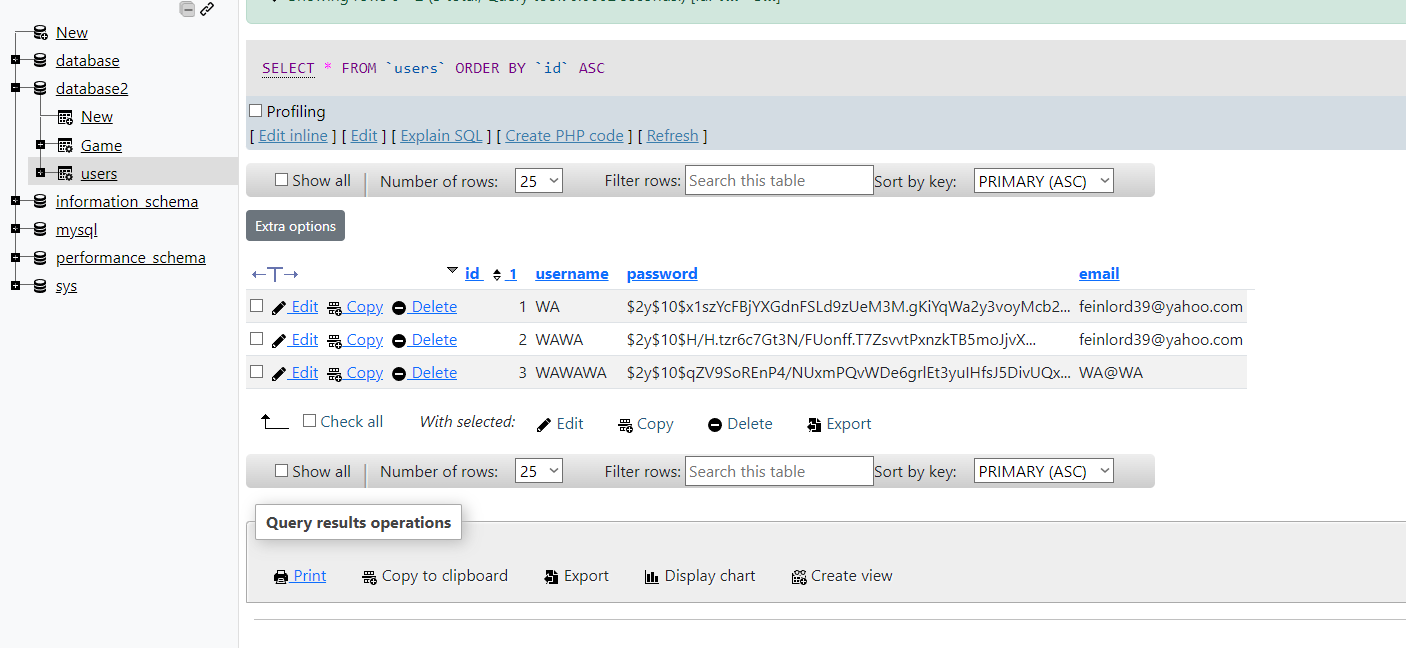 New
database
database2
New
Game
users
information_schema
mysql
performance_schema
sys
SELECT * FROM `users` ORDER BY `id` ASC
Profiling
[ Edit inline ] [ Edit ] [ Explain SQL ] [ Create PHP code ] [ Refresh ]
Show all Number of rows: 25 Filter rows: Search this table Sort by key: PRIMARY (ASC)
Extra options
←T→ id 1 username password email
Edit Copy Delete 1 WA $2y$10$x1szYcFBjYXGdnFSLd9zUeM3M.gKiYqWa2y3voyMcb2... feinlord39@yahoo.com
Edit Copy Delete 2 WAWA $2y$10$H/H.tzr6c7Gt3N/FUonff.T7ZsvvtPxnzkTB5moJjvX... feinlord39@yahoo.com
Edit Copy Delete 3 WAWAWA $2y$10$qZV9SoREnP4/NUxmPQvWDe6grlEt3yuIHfsJ5DivUQx... WA@WA
Check all With selected: Edit Copy Delete Export
Show all Number of rows: 25 Filter rows: Search this table Sort by key: PRIMARY (ASC)
Query results operations
Print Copy to clipboard Export Display chart Create view